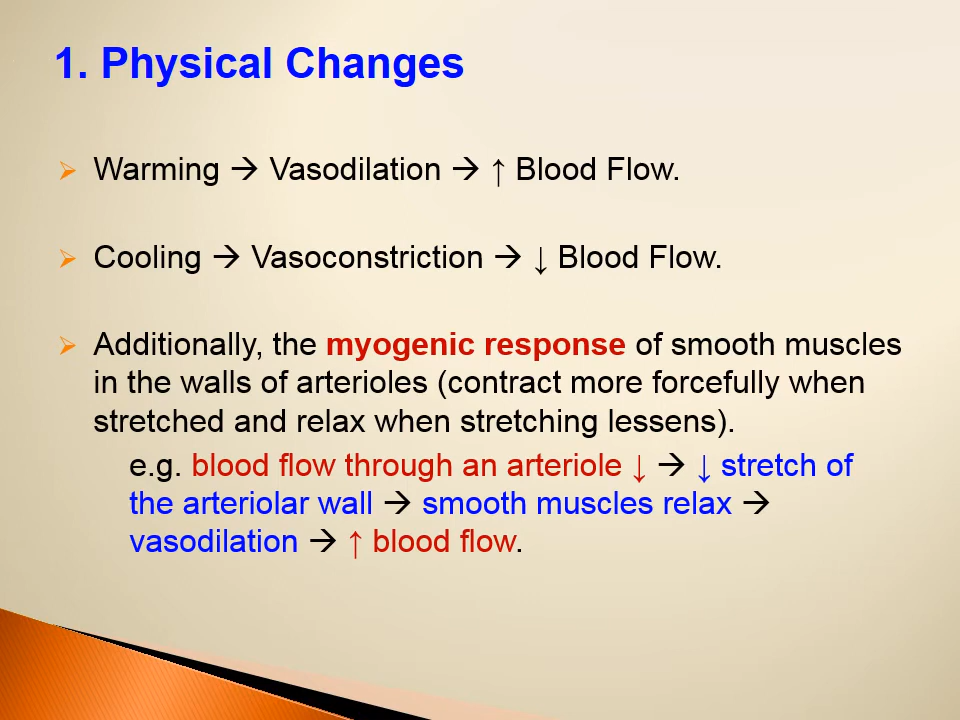 1. Physical Changes
➢ Warming → Vasodilation → ↑ Blood Flow.
➢ Cooling → Vasoconstriction → ↓ Blood Flow.
➢ Additionally, the myogenic response of smooth muscles
in the walls of arterioles (contract more forcefully when
stretched and relax when stretching lessens).
e.g. blood flow through an arteriole ↓ → ↓ stretch of
the arteriolar wall → smooth muscles relax →
vasodilation → ↑ blood flow.